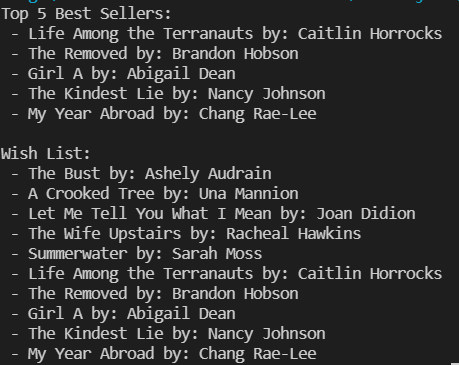 Top 5 Best Sellers:
- Life Among the Terranauts by: Caitlin Horrocks
- The Removed by: Brandon Hobson
- Girl A by: Abigail Dean
- The Kindest Lie by: Nancy Johnson
- My Year Abroad by: Chang Rae-Lee

Wish List:
- The Bust by: Ashely Audrain
- A Crooked Tree by: Una Mannion
- Let Me Tell You What I Mean by: Joan Didion
- The Wife Upstairs by: Racheal Hawkins
- Summerwater by: Sarah Moss
- Life Among the Terranauts by: Caitlin Horrocks
- The Removed by: Brandon Hobson
- Girl A by: Abigail Dean
- The Kindest Lie by: Nancy Johnson
- My Year Abroad by: Chang Rae-Lee